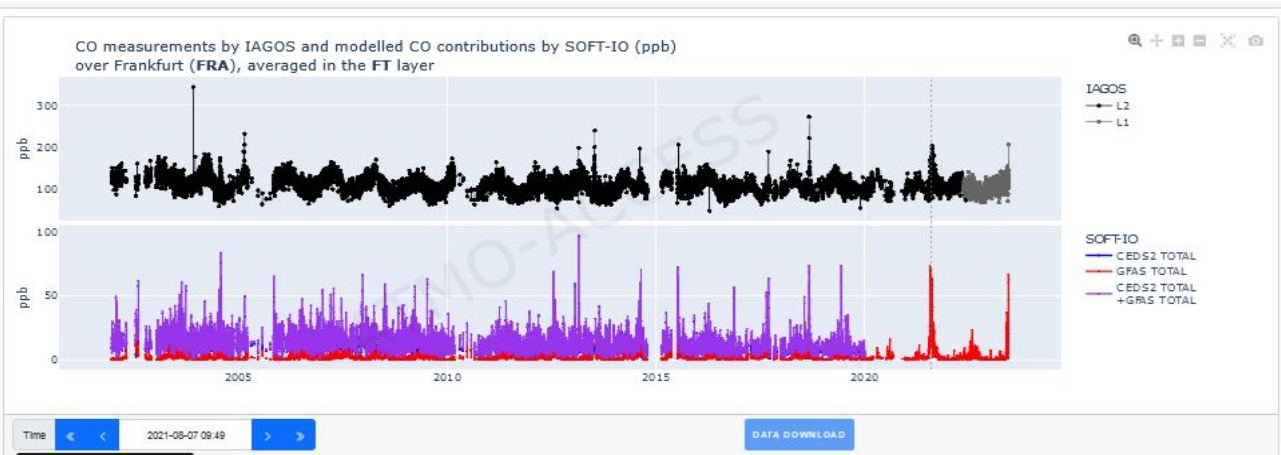 CO measurements by IAGOS and modelled CO contributions by SOFT-IO (ppb)
over Frankfurt (FRA), averaged in the FT layer
300
200
100
ppb
IAGOS
L2
L1
ATMO-ACCESS
100
50
0
ppb
SOFT-IO
CEDS2 TOTAL
GFAS TOTAL
CEDS2 TOTAL
+GFAS TOTAL
2005
2010
2015
2020
Time
2021-08-07 09:49
DATA DOWNLOAD